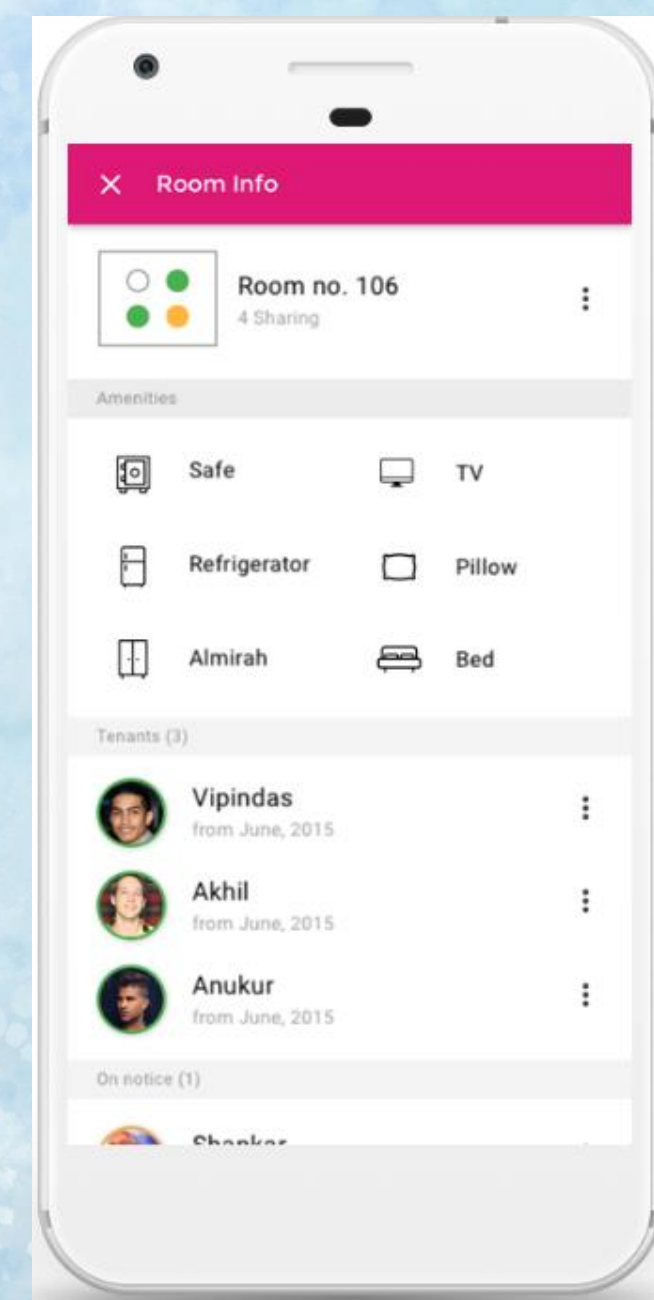 Room Info
Room no. 106
4 Sharing
Amenities
Safe
TV
Refrigerator
Pillow
Almirah
Bed
Tenants (3)
Vipindas
from June, 2015
Akhil
from June, 2015
Anukur
from June, 2015
On notice (1)
Shankar